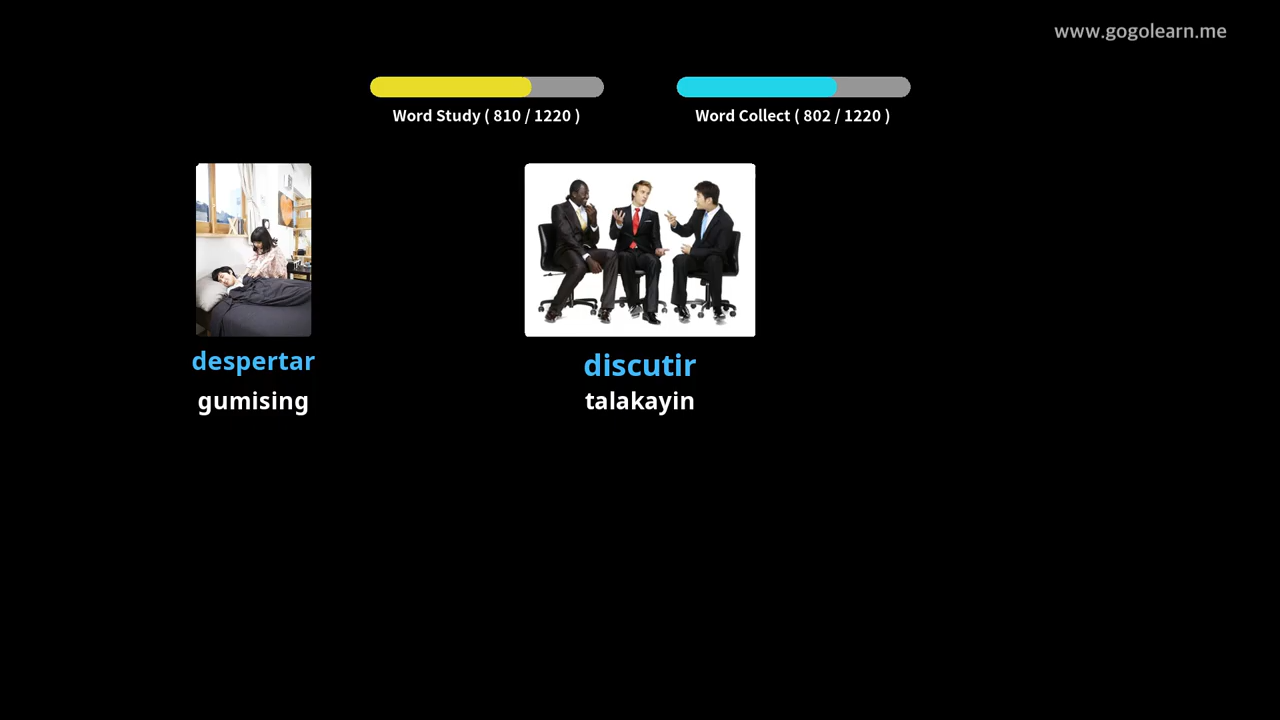 www.gogolearn.me
Word Study ( 810 / 1220 )
Word Collect ( 802 / 1220 )
despertar
gumising
discutir
talakayin